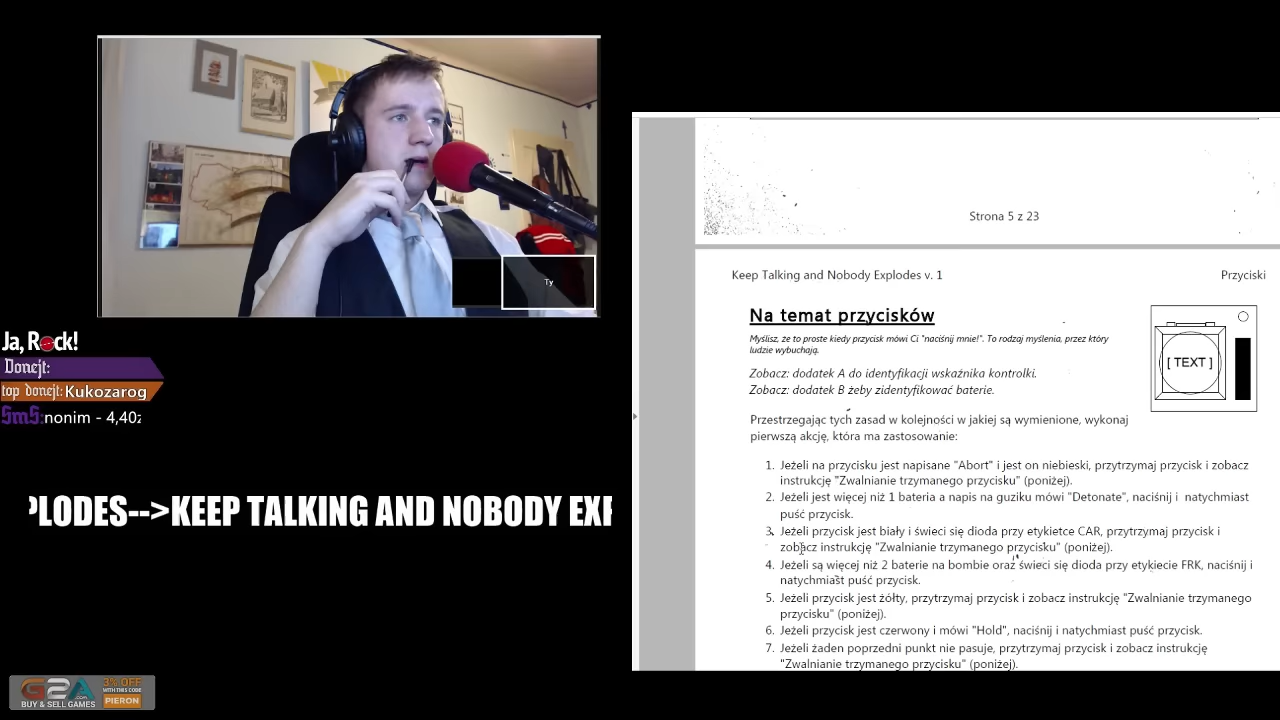 Ty
Ja, Rock!
Donejt:
top donejt: Kukozarog
SmS: nonim - 4,40z
PLODES-->KEEP TALKING AND NOBODY EXP
G2A.com
BUY & SELL GAMES
3% OFF
WITH THIS CODE
PIERON
Strona 5 z 23
Keep Talking and Nobody Explodes v. 1
Przyciski
Na temat przycisków
Myślisz, ze to proste kiedy przycisk mówi Ci "naciśnij mnie!". To rodzaj myślenia, przez który
ludzie wybuchają.
Zobacz: dodatek A do identyfikacji wskaźnika kontrolki.
Zobacz: dodatek B żeby zidentyfikować baterie.
[ TEXT ]
Przestrzegając tych zasad w kolejności w jakiej są wymienione, wykonaj
pierwszą akcję, która ma zastosowanie:
1. Jeżeli na przycisku jest napisane "Abort" i jest on niebieski, przytrzymaj przycisk i zobacz
instrukcję "Zwalnianie trzymanego przycisku" (poniżej).
2. Jeżeli jest więcej niż 1 bateria a napis na guziku mówi "Detonate", naciśnij i natychmiast
puść przycisk.
3. Jeżeli przycisk jest biały i świeci się dioda przy etykietce CAR, przytrzymaj przycisk i
zobacz instrukcję "Zwalnianie trzymanego przycisku" (poniżej).
4. Jeżeli są więcej niż 2 baterie na bombie oraz świeci się dioda przy etykiecie FRK, naciśnij i
natychmiast puść przycisk.
5. Jeżeli przycisk jest żółty, przytrzymaj przycisk i zobacz instrukcję "Zwalnianie trzymanego
przycisku" (poniżej).
6. Jeżeli przycisk jest czerwony i mówi "Hold", naciśnij i natychmiast puść przycisk.
7. Jeżeli żaden poprzedni punkt nie pasuje, przytrzymaj przycisk i zobacz instrukcję
"Zwalnianie trzymanego przycisku" (poniżej).